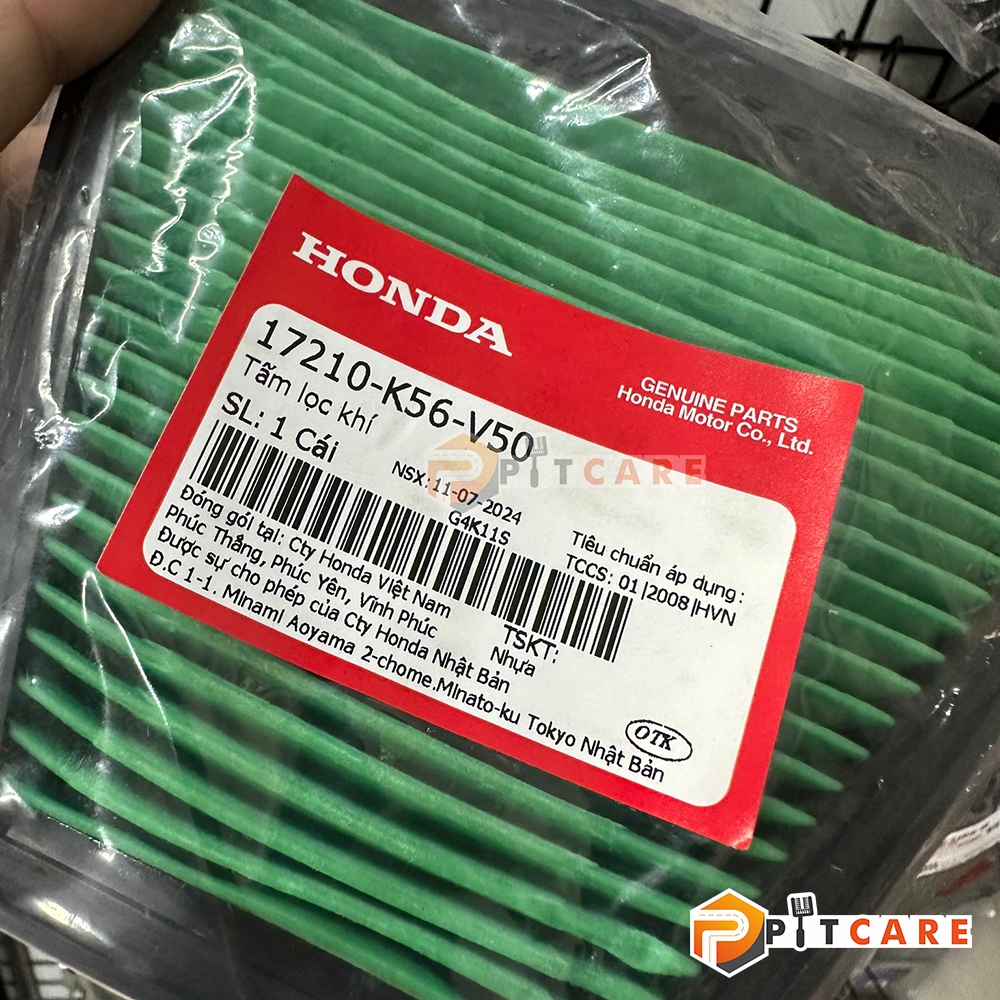 HONDA
GENUINE PARTS
Honda Motor Co., Ltd.
17210-K56-V50
Tấm lọc khí
SL: 1 Cái
NSX:11-07-2024
G4K11S
Tiêu chuẩn áp dụng :
TCCS: 01|2008|HVN
Đóng gói tại: Cty Honda Việt Nam
Phúc Thắng, Phúc Yên, Vĩnh Phúc
Được sự cho phép của Cty Honda Nhật Bản
Đ.C 1-1, Minami Aoyama 2-chome.Minato-ku Tokyo Nhật Bản
TSKT:
Nhựa
OTK
PITCARE
PITCARE